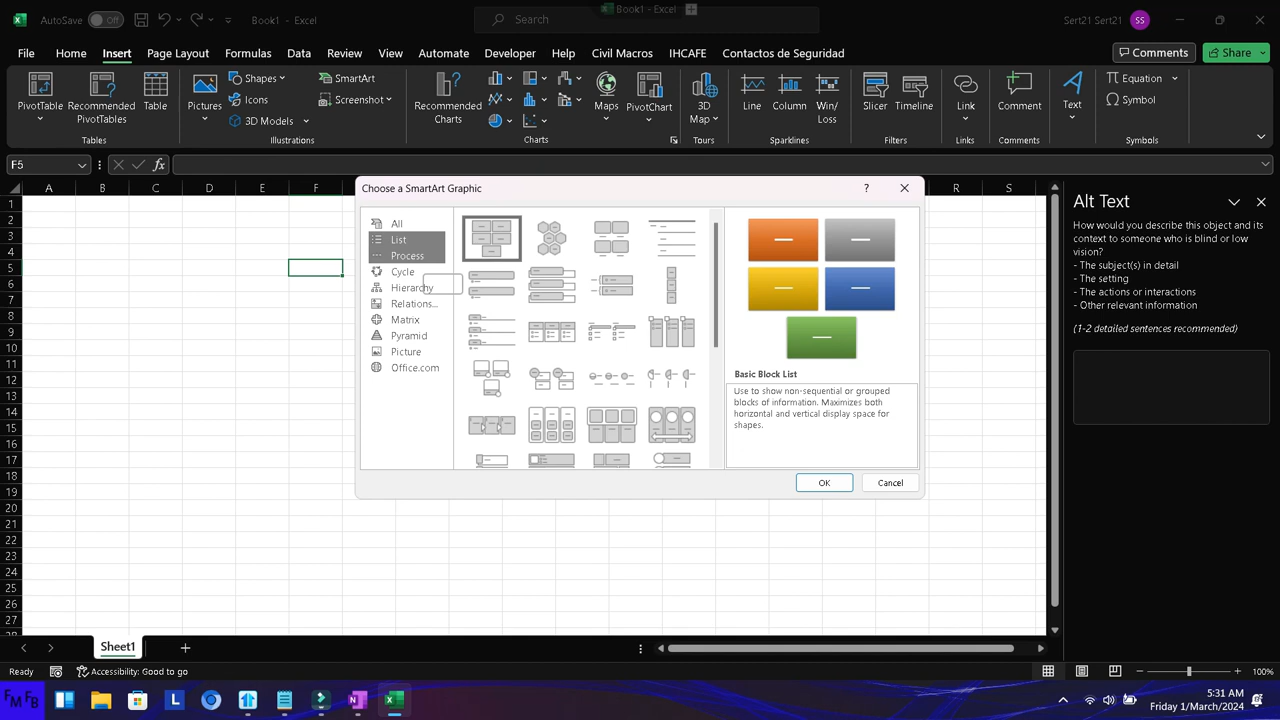 AutoSave Off Book1 - Excel Search Book1 - Excel Sert21 Sert21 SS
File Home Insert Page Layout Formulas Data Review View Automate Developer Help Civil Macros IHCAFE Contactos de Seguridad Comments Share
PivotTable Recommended PivotTables Table
Tables
Pictures Shapes Icons 3D Models SmartArt Screenshot
Illustrations
Recommended Charts Maps PivotChart
Charts
3D Map
Tours
Line Column Win/Loss
Sparklines
Slicer Timeline
Filters
Link
Links
Comment
Comments
Text
Equation
Symbol
Symbols
F5 fx
A B C D E F R S T
1
2
3
4
5
6
7
8
9
10
11
12
13
14
15
16
17
18
19
20
21
22
23
24
25
26
27
28
Choose a SmartArt Graphic ?
All
List
Process
Cycle
Hierarchy
Relations...
Matrix
Pyramid
Picture
Office.com
Basic Block List
Use to show non-sequential or grouped
blocks of information. Maximizes both
horizontal and vertical display space for
shapes.
OK Cancel
Alt Text
How would you describe this object and its
context to someone who is blind or low
vision?
- The subject(s) in detail
- The setting
- The actions or interactions
- Other relevant information
(1-2 detailed sentences recommended)
Sheet1
Ready Accessibility: Good to go 100%
FM FB L N 5:31 AM
Friday 1/March/2024